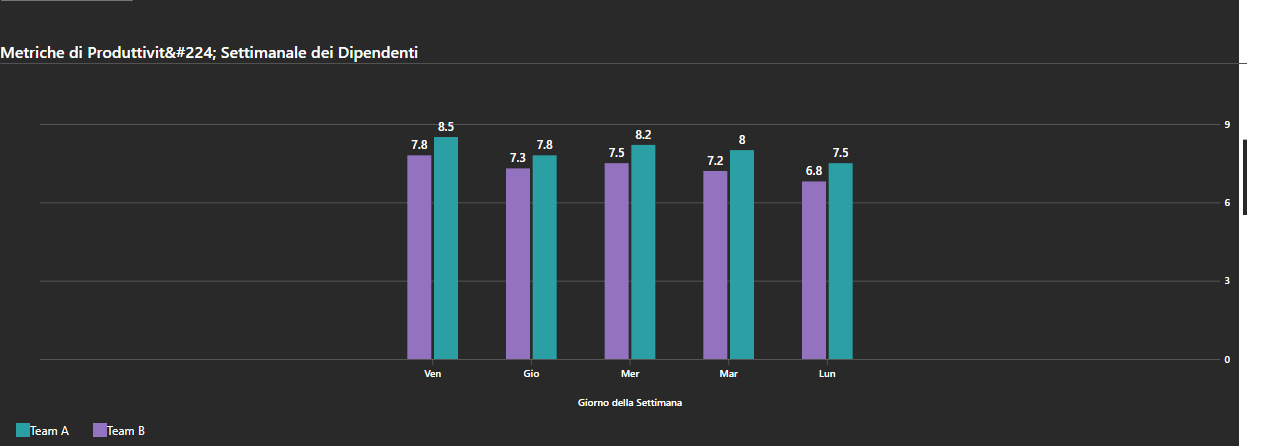 Metriche di Produttivit&#224; Settimanale dei Dipendenti
9
8.5
8.2
7.8
7.8
8
7.3
7.5
7.2
7.5
6.8
6
3
0
Ven
Gio
Mer
Mar
Lun
Giorno della Settimana
Team A
Team B